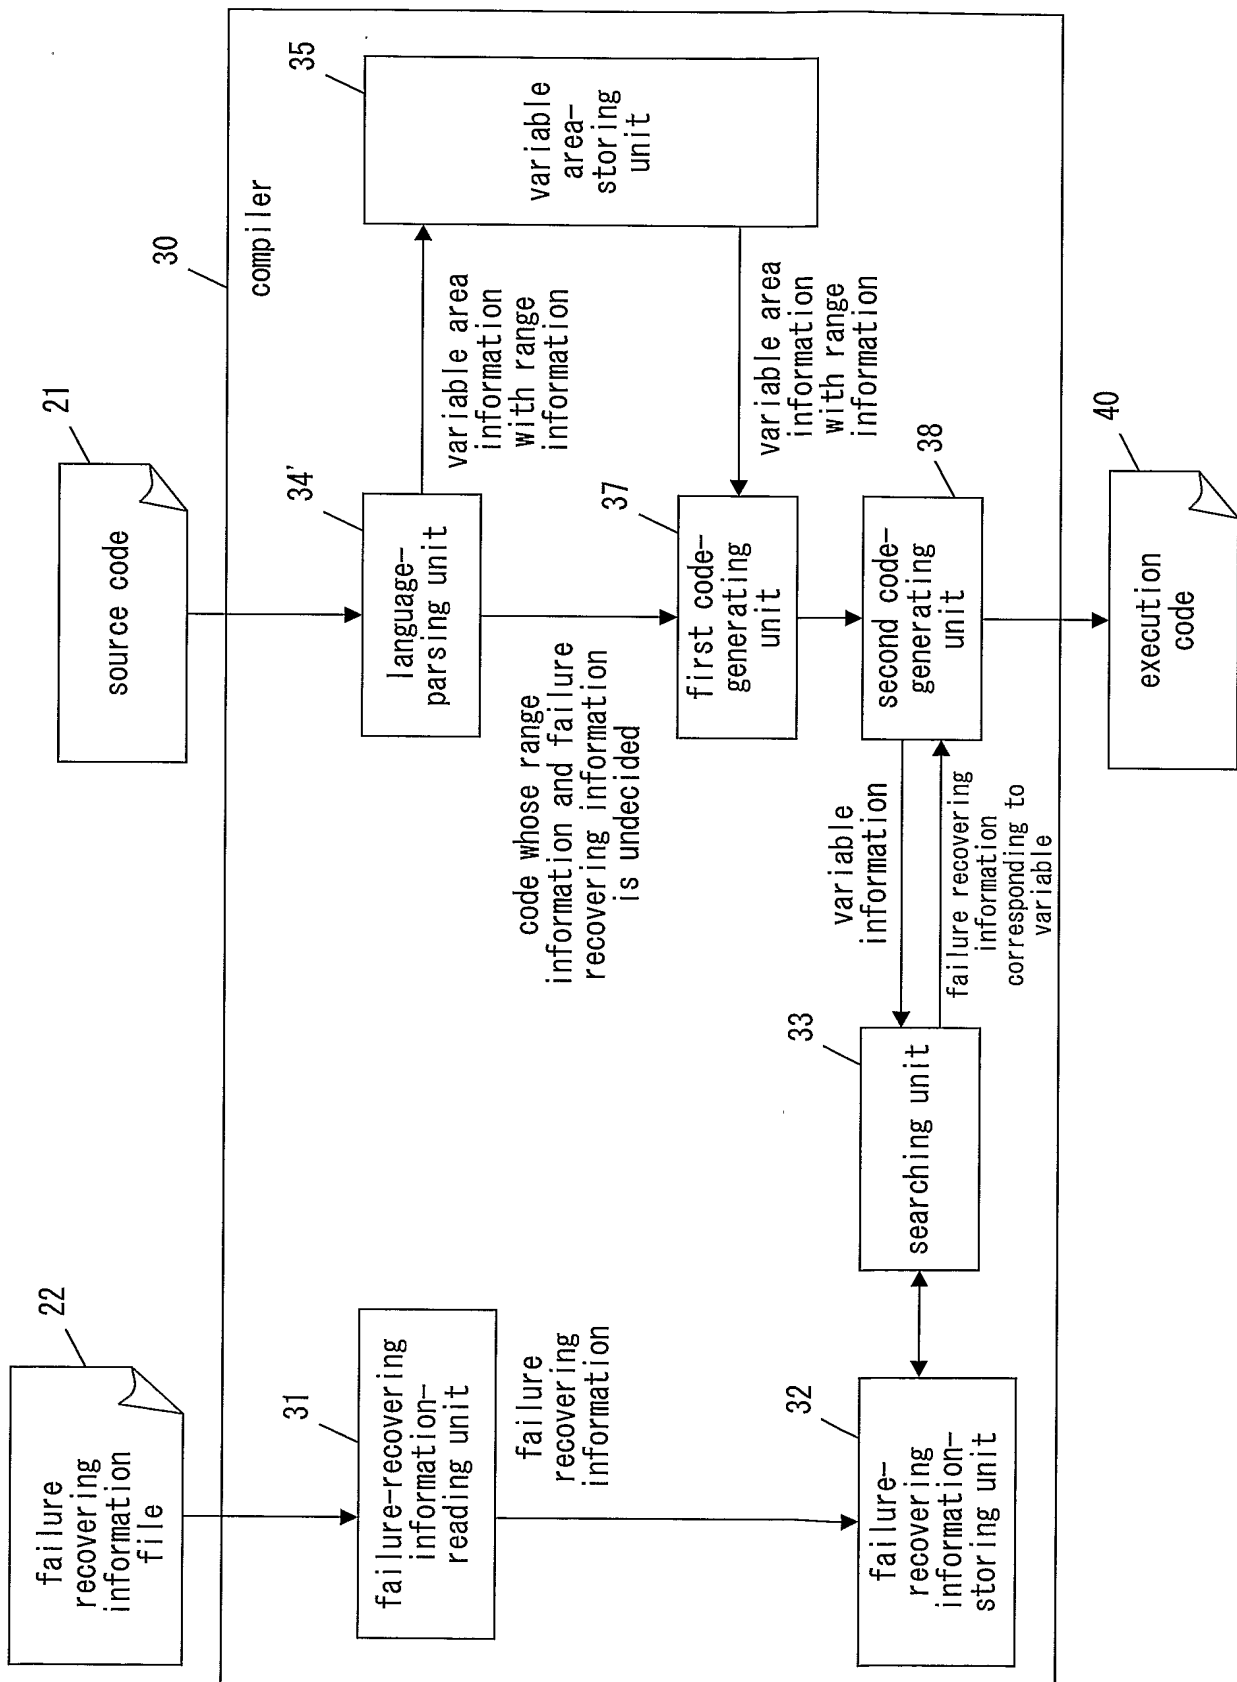 22
failure
recovering
information
file
21
source code
30
compiler
31
failure-recovering
information-
reading unit
34'
language-
parsing unit
35
variable
area-
storing
unit
variable area
information
with range
information
failure
recovering
information
code whose range
information and failure
recovering information
is undecided
37
first code-
generating
unit
variable area
information
with range
information
32
failure-
recovering
information-
storing unit
33
searching unit
variable
information
failure recovering
information
corresponding to
variable
38
second code-
generating
unit
40
execution
code